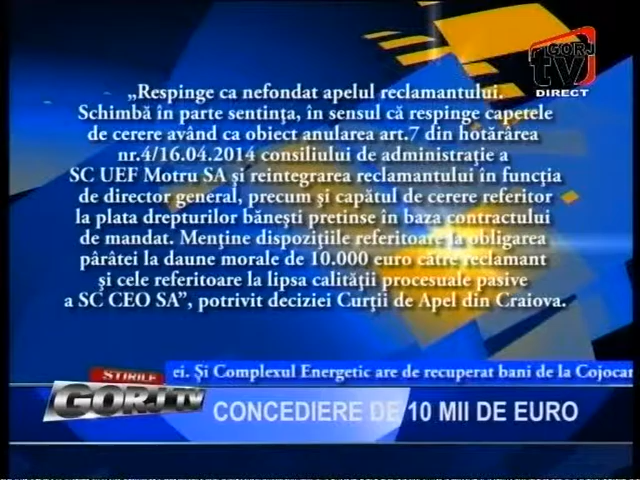 GORJ
tv
DIRECT
„Respinge ca nefondat apelul reclamantului.
Schimbă în parte sentinţa, în sensul că respinge capetele
de cerere având ca obiect anularea art.7 din hotărârea
nr.4/16.04.2014 consiliului de administraţie a
SC UEF Motru SA şi reintegrarea reclamantului în funcţia
de director general, precum şi capătul de cerere referitor
la plata drepturilor băneşti pretinse în baza contractului
de mandat. Menţine dispoziţiile referitoare la obligarea
pârâtei la daune morale de 10.000 euro către reclamant
şi cele referitoare la lipsa calităţii procesuale pasive
a SC CEO SA”, potrivit deciziei Curţii de Apel din Craiova.
ei. Şi Complexul Energetic are de recuperat bani de la Cojocar
ŞTIRILE
GORJ TV
CONCEDIERE DE 10 MII DE EURO